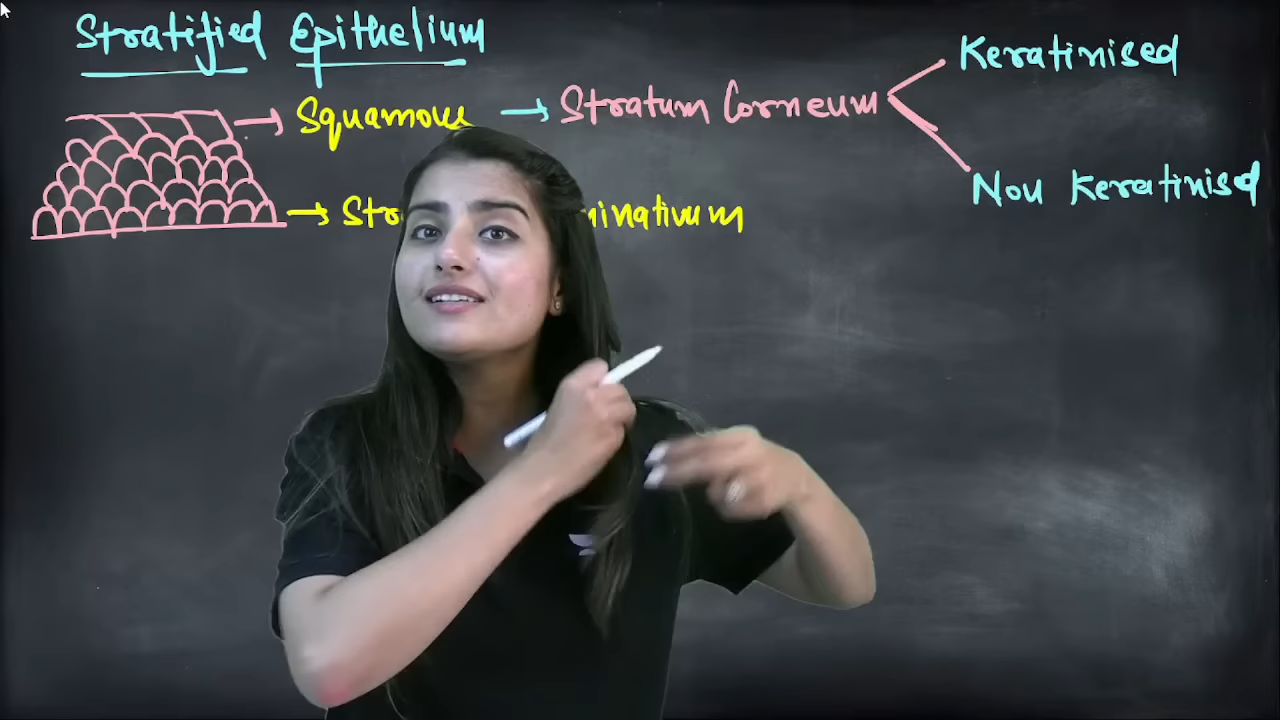 Stratified Epithelium
Squamous → Stratum Corneum
Keratinised
Non Keratinised